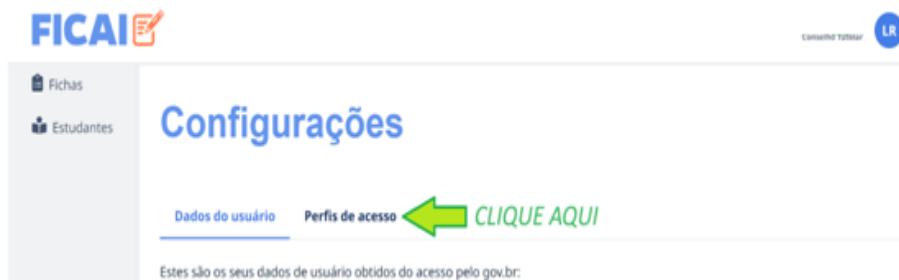 FICAI
Conselho Tutelar
LR
Fichas
Estudantes
Configurações
Dados do usuário
Perfis de acesso
CLIQUE AQUI
Estes são os seus dados de usuário obtidos do acesso pelo gov.br: